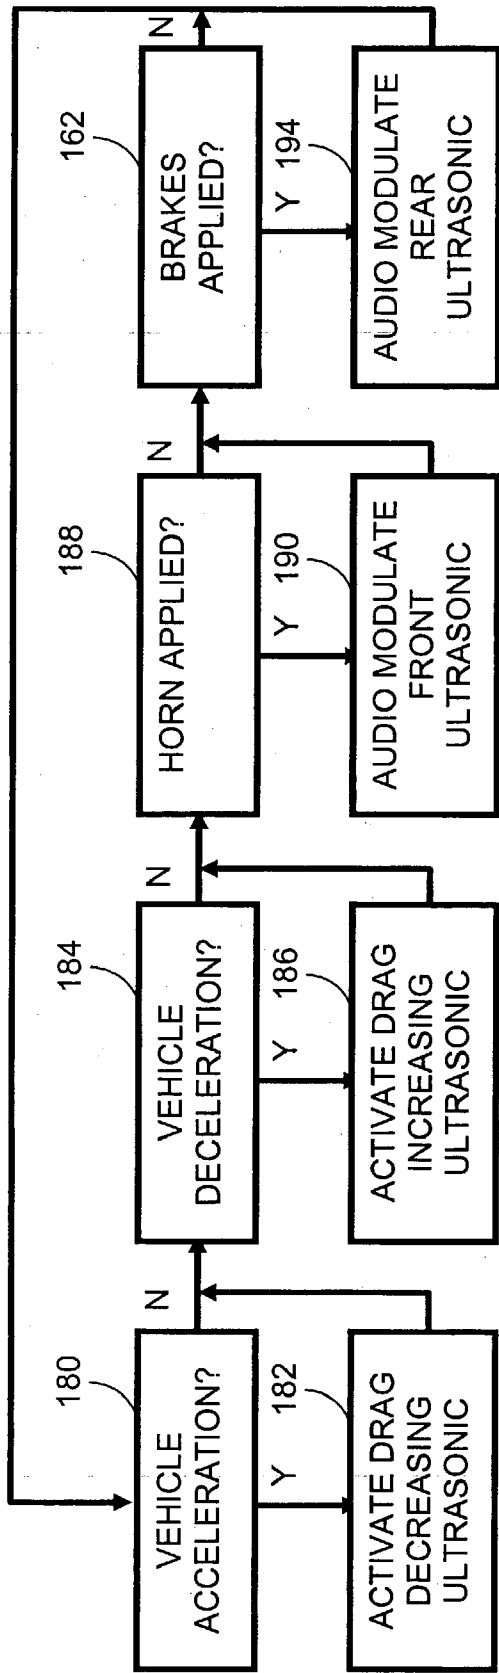 180
VEHICLE
ACCELERATION?
N
Y
182
ACTIVATE DRAG
DECREASING
ULTRASONIC
184
VEHICLE
DECELERATION?
N
Y
186
ACTIVATE DRAG
INCREASING
ULTRASONIC
188
HORN APPLIED?
N
Y
190
AUDIO MODULATE
FRONT
ULTRASONIC
162
BRAKES
APPLIED?
N
Y
194
AUDIO MODULATE
REAR
ULTRASONIC